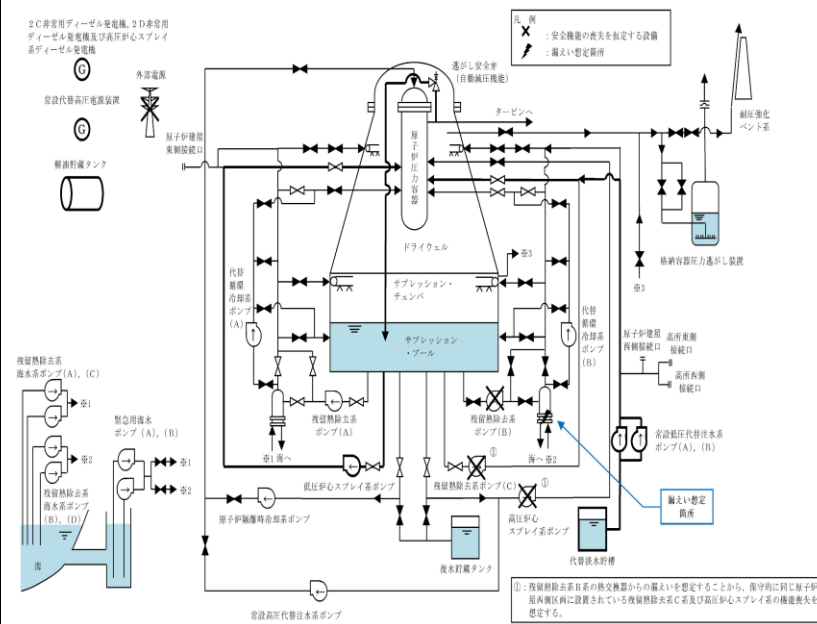 2C非常用ディーゼル発電機，2D非常用
ディーゼル発電機及び高圧炉心スプレイ
系ディーゼル発電機
G
外部電源
常設代替高圧電源装置
G
軽油貯蔵タンク
原子炉建屋
東側接続口
凡　例
：安全機能の喪失を仮定する設備
：漏えい想定箇所
逃がし安全弁
（自動減圧機能）
タービンへ
耐圧強化
ベント系
原子炉圧力容器
ドライウェル
格納容器圧力逃がし装置
※3
※3
代替
循環
冷却系
ポンプ
(A)
サプレッション・
チェンバ
サプレッション
・プール
代替
循環
冷却系
ポンプ
(B)
原子炉建屋
西側接続口
高所東側
接続口
高所西側
接続口
残留熱除去系
海水系ポンプ(A)，(C)
※1
緊急用海水
ポンプ(A)，(B)
※2
※1
※2
残留熱除去系
海水系ポンプ
(B)，(D)
海
残留熱除去系
ポンプ(A)
残留熱除去系
ポンプ(B)
※1 海へ
海へ ※2
常設低圧代替注水系
ポンプ(A)，(B)
低圧炉心スプレイ系ポンプ
①
残留熱除去系ポンプ(C)
①
高圧炉心
スプレイ系ポンプ
漏えい想定
箇所
原子炉隔離時冷却系ポンプ
復水貯蔵タンク
代替淡水貯槽
常設高圧代替注水系ポンプ
①：残留熱除去系B系の熱交換器からの漏えいを想定することから，保守的に同じ原子炉建
屋西側区画に設置されている残留熱除去系C系及び高圧炉心スプレイ系の機能喪失を
想定する。